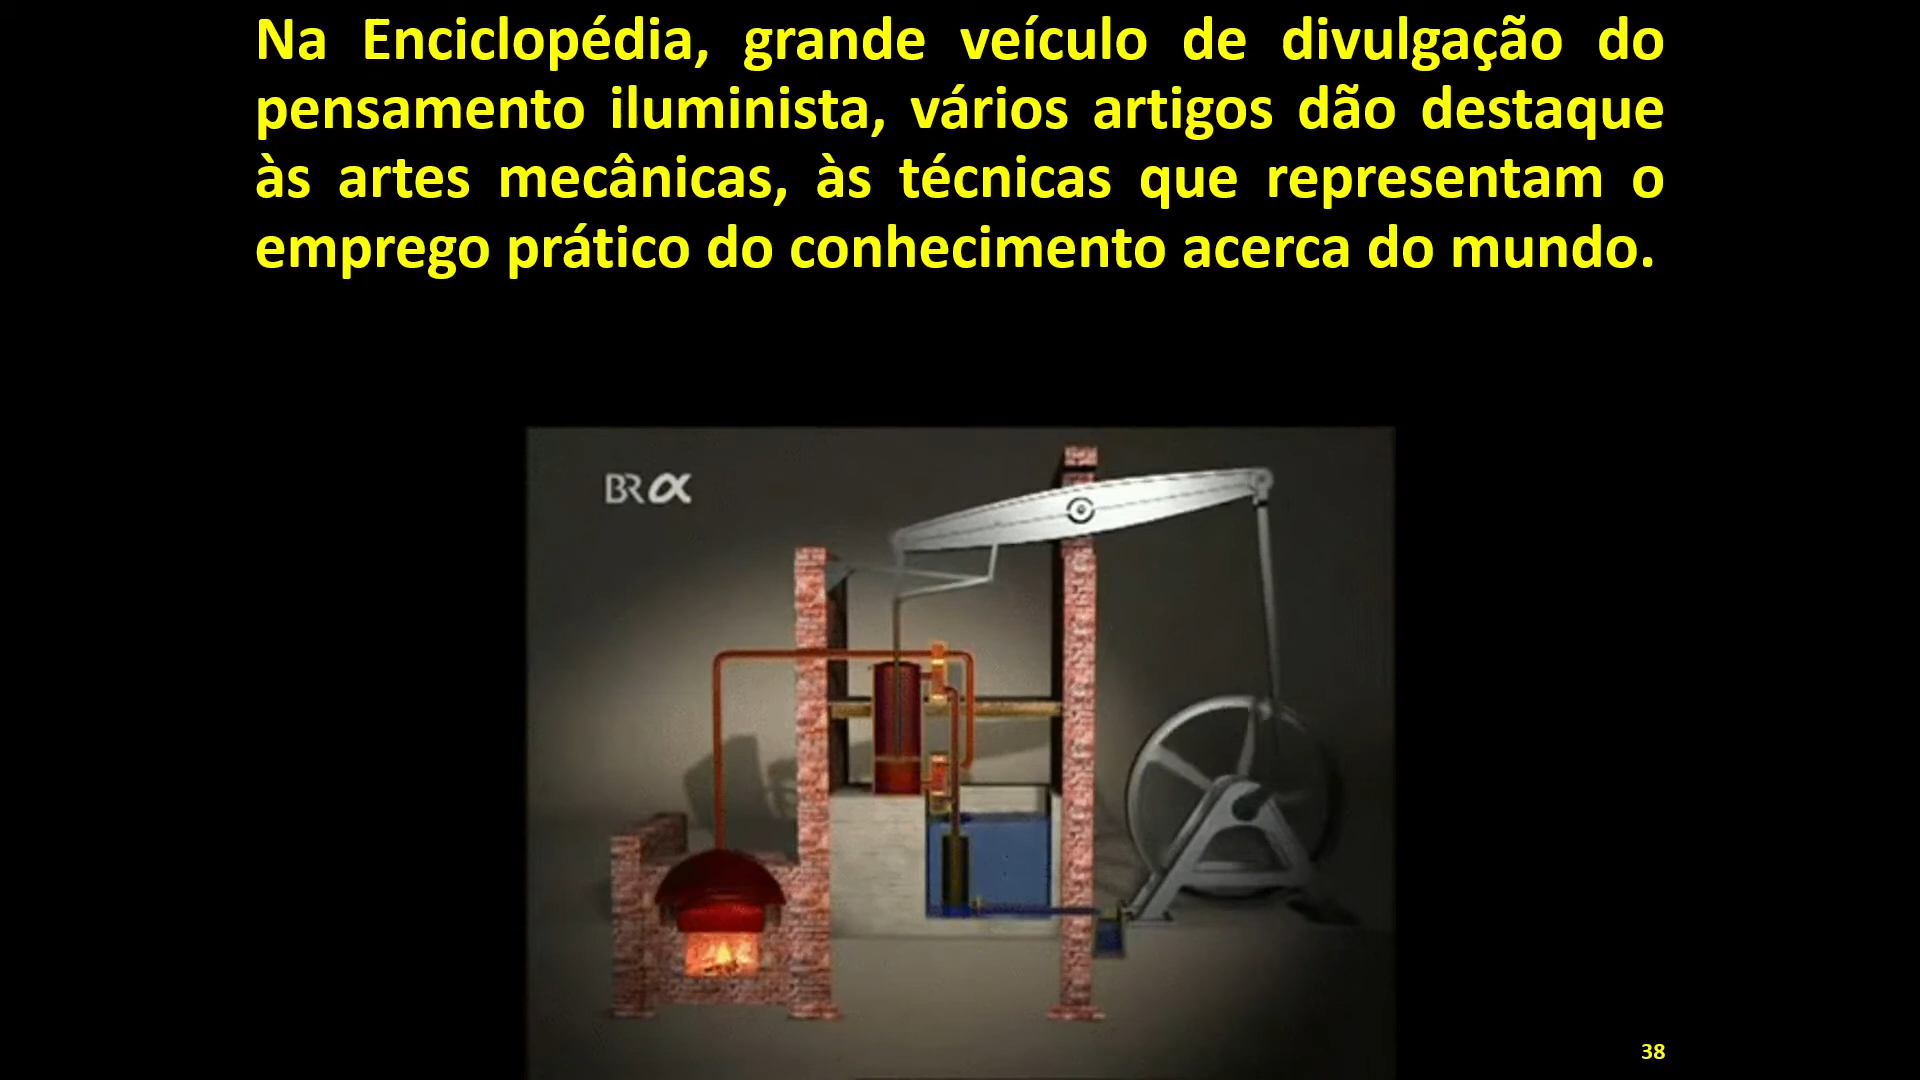 Na Enciclopédia, grande veículo de divulgação do
pensamento iluminista, vários artigos dão destaque
às artes mecânicas, às técnicas que representam o
emprego prático do conhecimento acerca do mundo.
BR α
38